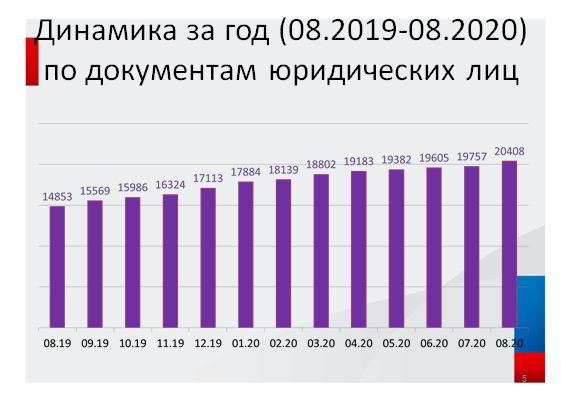 Динамика за год (08.2019-08.2020)
по документам юридических лиц
14853 15569 15986 16324 17113 17884 18139 18802 19183 19382 19605 19757 20408
08.19 09.19 10.19 11.19 12.19 01.20 02.20 03.20 04.20 05.20 06.20 07.20 08.20
5